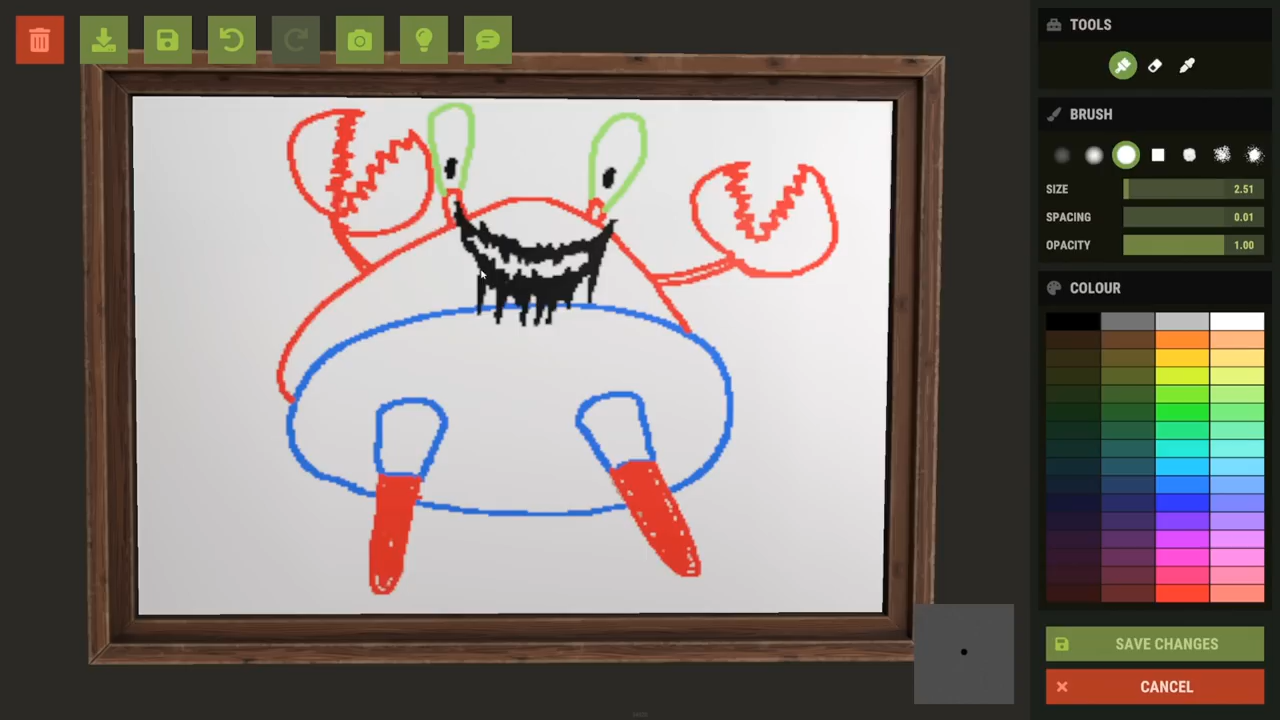 TOOLS
BRUSH
SIZE 2.51
SPACING 0.01
OPACITY 1.00
COLOUR
SAVE CHANGES
CANCEL